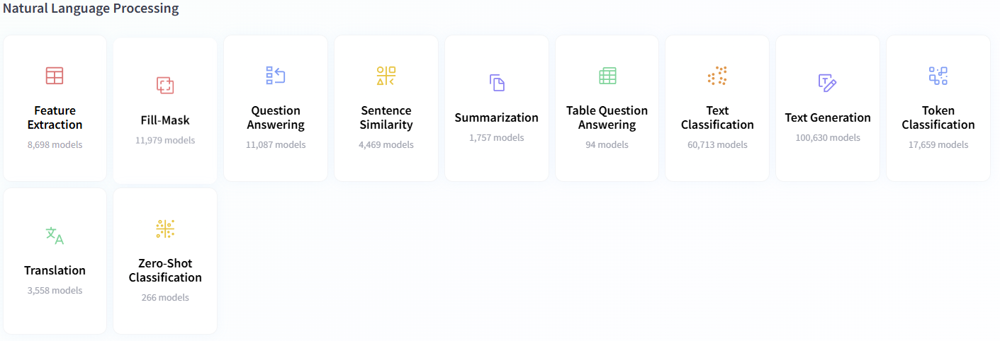 Natural Language Processing
Feature
Extraction
8,698 models
Fill-Mask
11,979 models
Question
Answering
11,087 models
Sentence
Similarity
4,469 models
Summarization
1,757 models
Table Question
Answering
94 models
Text
Classification
60,713 models
Text Generation
100,630 models
Token
Classification
17,659 models
Translation
3,558 models
Zero-Shot
Classification
266 models